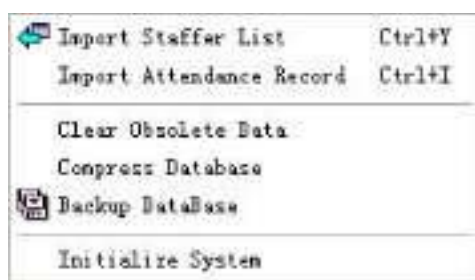 Import Staffer List Ctrl+Y
Import Attendance Record Ctrl+I
Clear Obsolete Data
Compress Database
Backup DataBase
Initialize System